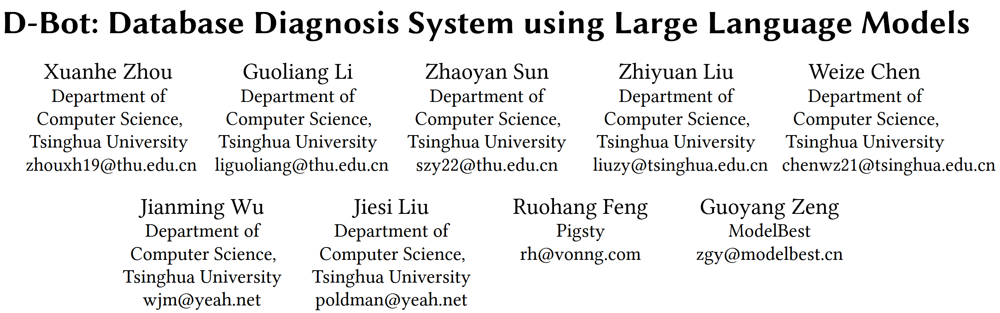 D-Bot: Database Diagnosis System using Large Language Models
Xuanhe Zhou
Department of
Computer Science,
Tsinghua University
zhouxh19@thu.edu.cn
Guoliang Li
Department of
Computer Science,
Tsinghua University
liguoliang@thu.edu.cn
Zhaoyan Sun
Department of
Computer Science,
Tsinghua University
szy22@thu.edu.cn
Zhiyuan Liu
Department of
Computer Science,
Tsinghua University
liuzy@tsinghua.edu.cn
Weize Chen
Department of
Computer Science,
Tsinghua University
chenwz21@tsinghua.edu.cn
Jianming Wu
Department of
Computer Science,
Tsinghua University
wjm@yeah.net
Jiesi Liu
Department of
Computer Science,
Tsinghua University
poldman@yeah.net
Ruohang Feng
Pigsty
rh@vonng.com
Guoyang Zeng
ModelBest
zgy@modelbest.cn